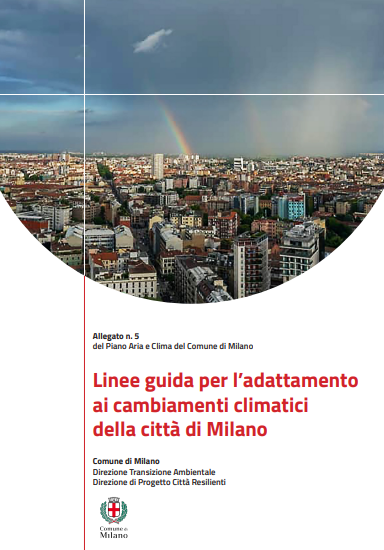 Allegato n. 5
del Piano Aria e Clima del Comune di Milano
Linee guida per l'adattamento
ai cambiamenti climatici
della città di Milano
Comune di Milano
Direzione Transizione Ambientale
Direzione di Progetto Città Resilienti
Comune di
Milano